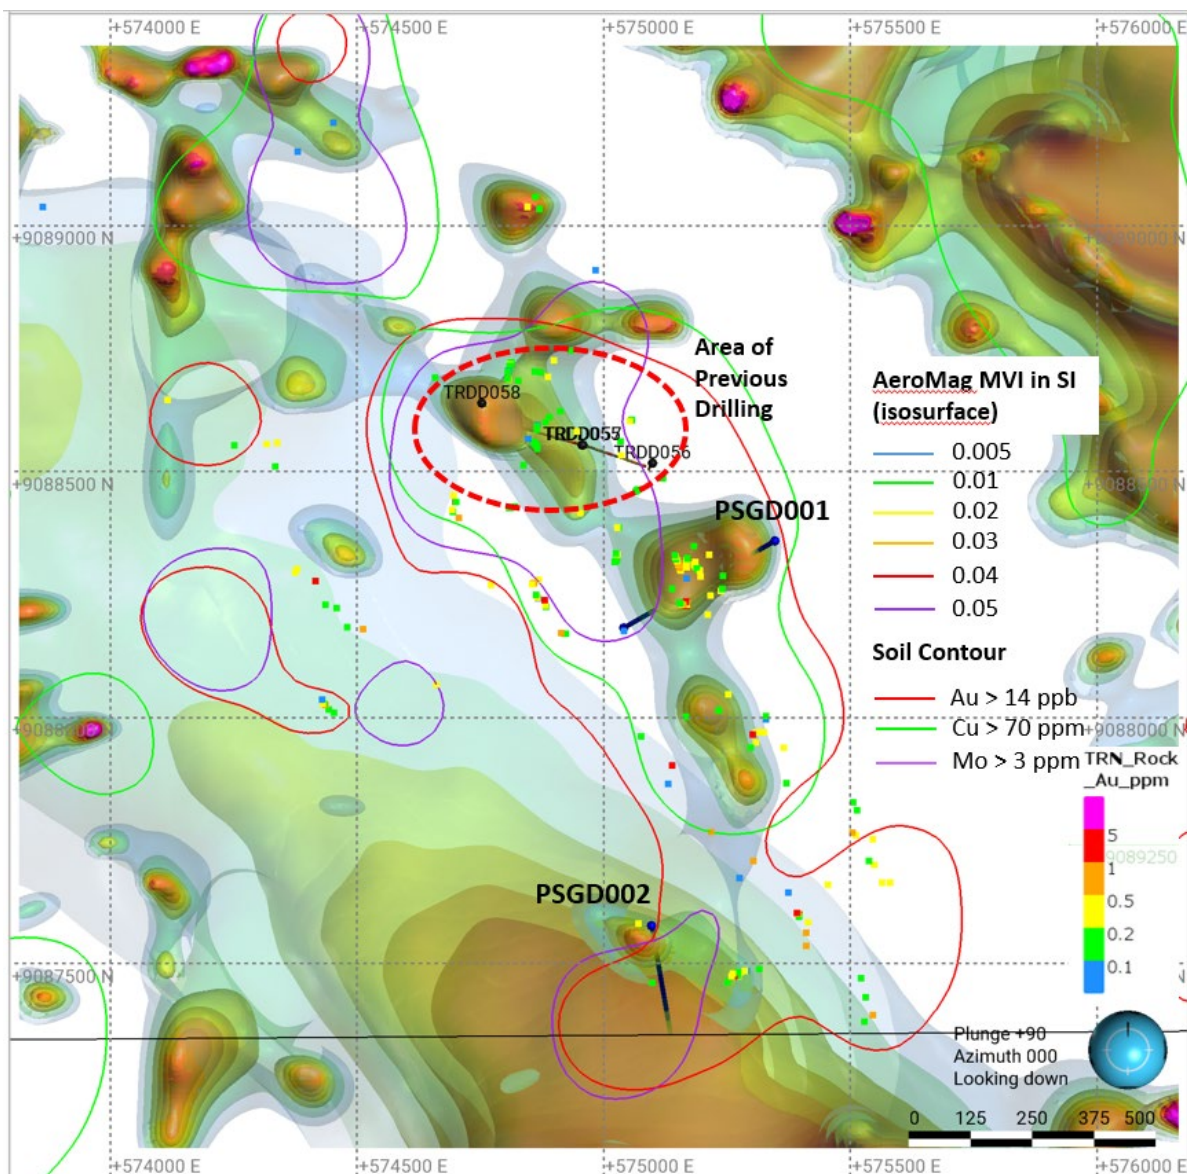 +574000 E
+574500 E
+575000 E
+575500 E
+576000 E
+9089000 N
+9089000 N
Area of
Previous
Drilling
TRDD058
TRDD055
TRDD056
AeroMag MVI in SI
(isosurface)
0.005
0.01
0.02
0.03
0.04
0.05
+9088500 N
+9088500 N
PSGD001
Soil Contour
Au > 14 ppb
Cu > 70 ppm
Mo > 3 ppm
+9088000 N
+9088000 N
TRN_Rock
_Au_ppm
5
9089250
1
0.5
0.2
0.1
PSGD002
+9087500 N
N
Plunge +90
Azimuth 000
Looking down
0 125 250 375 500
+574000 E
+574500 E
+575000 E
+575500 E
+576000 E